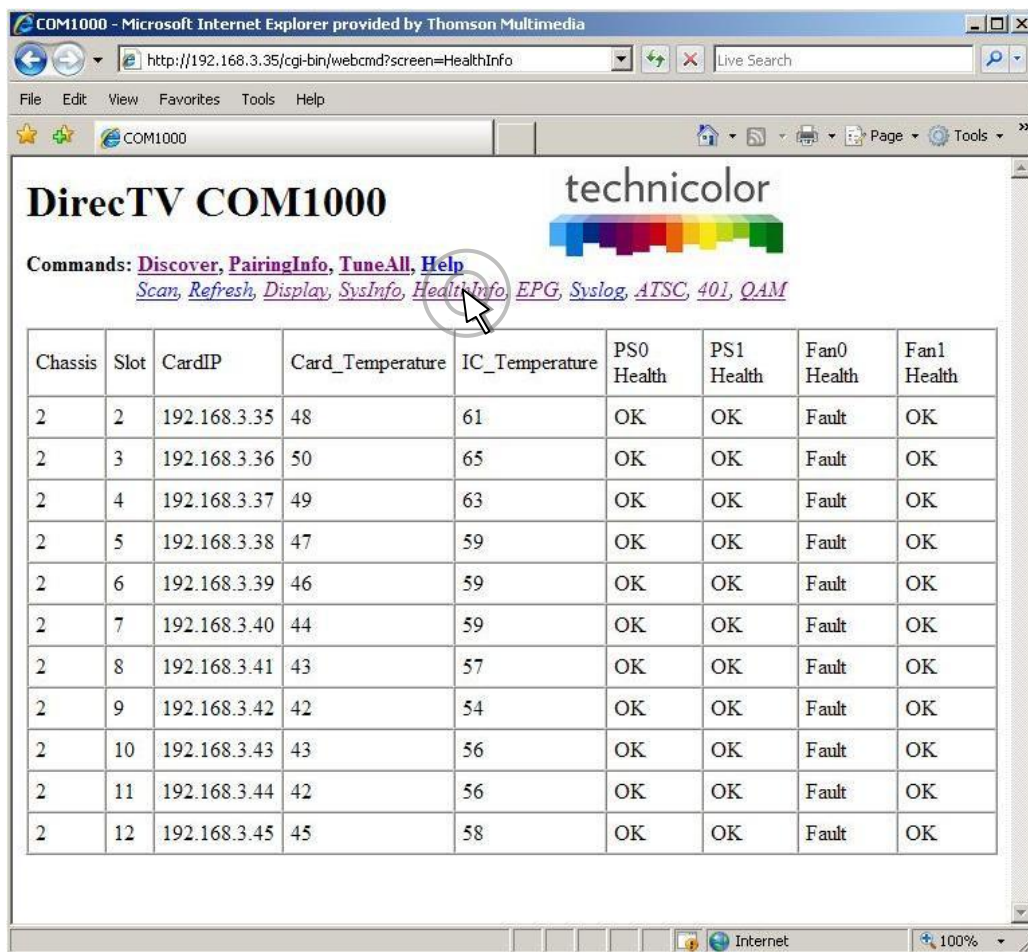 COM1000 - Microsoft Internet Explorer provided by Thomson Multimedia
http://192.168.3.35/cgi-bin/webcmd?screen=HealthInfo Live Search
File Edit View Favorites Tools Help
COM1000 Page Tools »
DirecTV COM1000 technicolor
Commands: Discover, PairingInfo, TuneAll, Help
Scan, Refresh, Display, SysInfo, HealthInfo, EPG, Syslog, ATSC, 401, QAM
Chassis Slot CardIP Card_Temperature IC_Temperature PS0 Health PS1 Health Fan0 Health Fan1 Health
2 2 192.168.3.35 48 61 OK OK Fault OK
2 3 192.168.3.36 50 65 OK OK Fault OK
2 4 192.168.3.37 49 63 OK OK Fault OK
2 5 192.168.3.38 47 59 OK OK Fault OK
2 6 192.168.3.39 46 59 OK OK Fault OK
2 7 192.168.3.40 44 59 OK OK Fault OK
2 8 192.168.3.41 43 57 OK OK Fault OK
2 9 192.168.3.42 42 54 OK OK Fault OK
2 10 192.168.3.43 43 56 OK OK Fault OK
2 11 192.168.3.44 42 56 OK OK Fault OK
2 12 192.168.3.45 45 58 OK OK Fault OK
Internet 100%